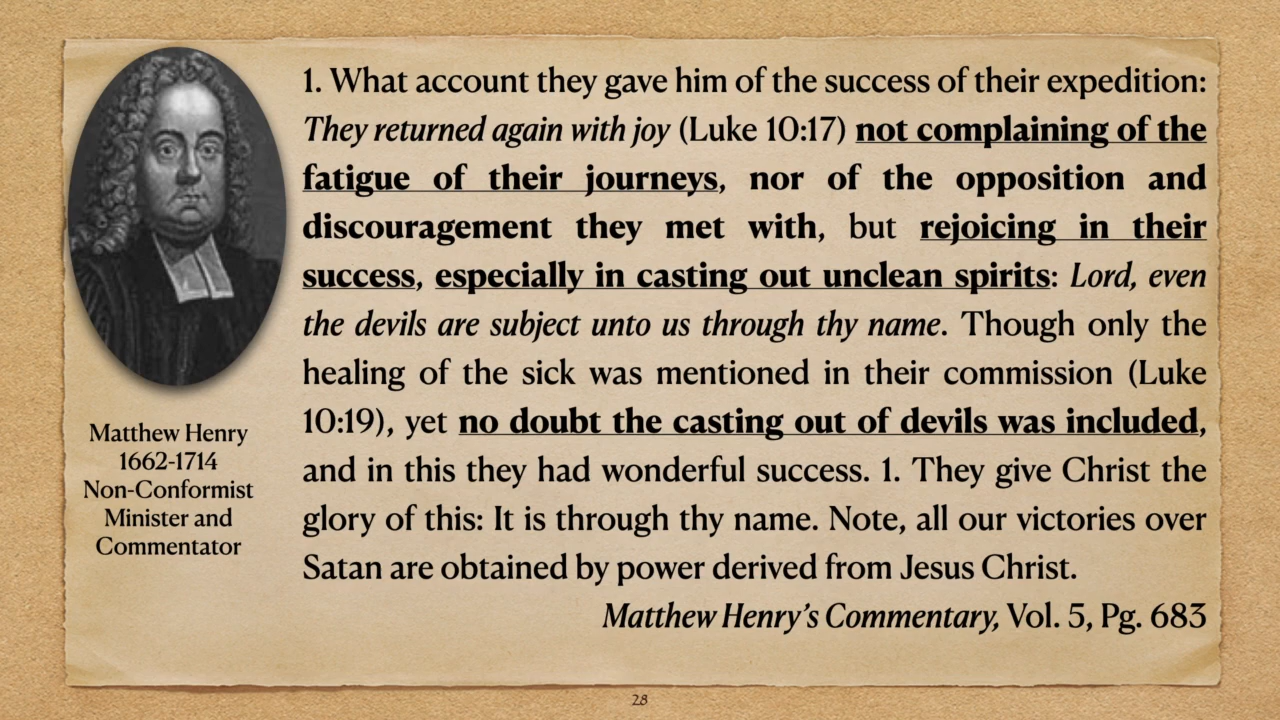 1. What account they gave him of the success of their expedition:
They returned again with joy (Luke 10:17) not complaining of the
fatigue of their journeys, nor of the opposition and
discouragement they met with, but rejoicing in their
success, especially in casting out unclean spirits: Lord, even
the devils are subject unto us through thy name. Though only the
healing of the sick was mentioned in their commission (Luke
10:19), yet no doubt the casting out of devils was included,
and in this they had wonderful success. 1. They give Christ the
glory of this: It is through thy name. Note, all our victories over
Satan are obtained by power derived from Jesus Christ.
Matthew Henry’s Commentary, Vol. 5, Pg. 683
Matthew Henry
1662-1714
Non-Conformist
Minister and
Commentator
28